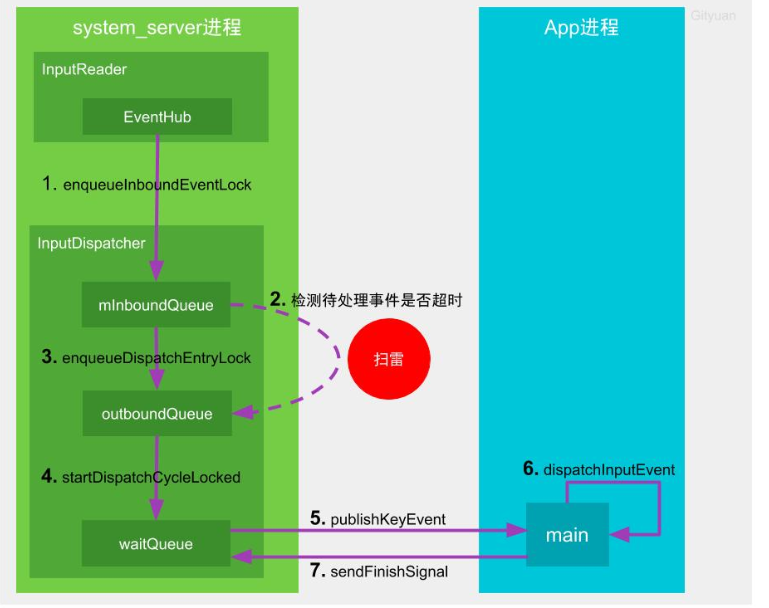 system_server进程
App进程
Gityuan
InputReader
EventHub
1. enqueueInboundEventLock
InputDispatcher
mInboundQueue
2. 检测待处理事件是否超时
扫雷
3. enqueueDispatchEntryLock
outboundQueue
4. startDispatchCycleLocked
6. dispatchInputEvent
5. publishKeyEvent
waitQueue
main
7. sendFinishSignal